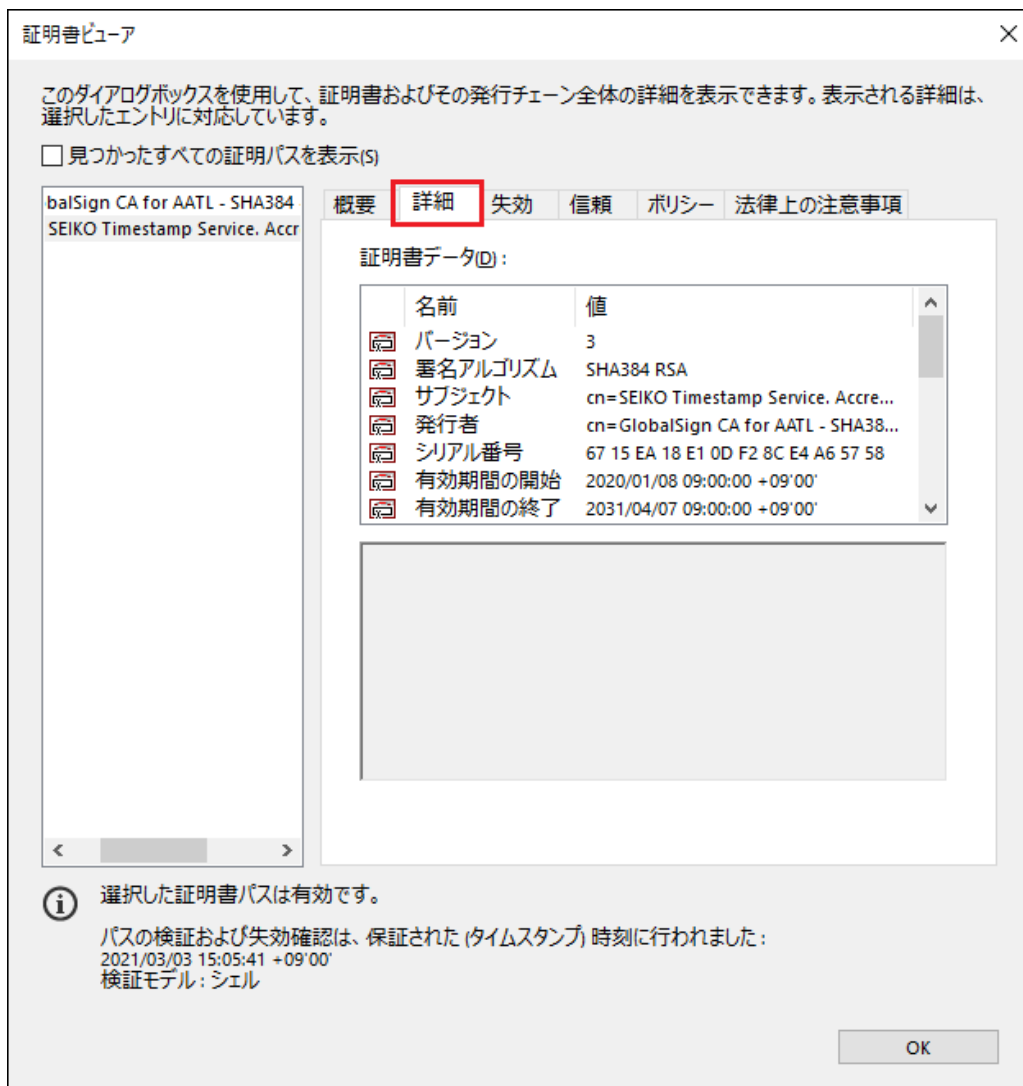 証明書ビューア
このダイアログボックスを使用して、証明書およびその発行チェーン全体の詳細を表示できます。表示される詳細は、
選択したエントリに対応しています。
見つかったすべての証明パスを表示(S)
balSign CA for AATL - SHA384
SEIKO Timestamp Service. Accr
概要 詳細 失効 信頼 ポリシー 法律上の注意事項
証明書データ(D) :
名前 値
バージョン 3
署名アルゴリズム SHA384 RSA
サブジェクト cn=SEIKO Timestamp Service. Accre...
発行者 cn=GlobalSign CA for AATL - SHA38...
シリアル番号 67 15 EA 18 E1 0D F2 8C E4 A6 57 58
有効期間の開始 2020/01/08 09:00:00 +09'00'
有効期間の終了 2031/04/07 09:00:00 +09'00'
選択した証明書パスは有効です。
パスの検証および失効確認は、保証された (タイムスタンプ) 時刻に行われました :
2021/03/03 15:05:41 +09'00'
検証モデル : シェル
OK